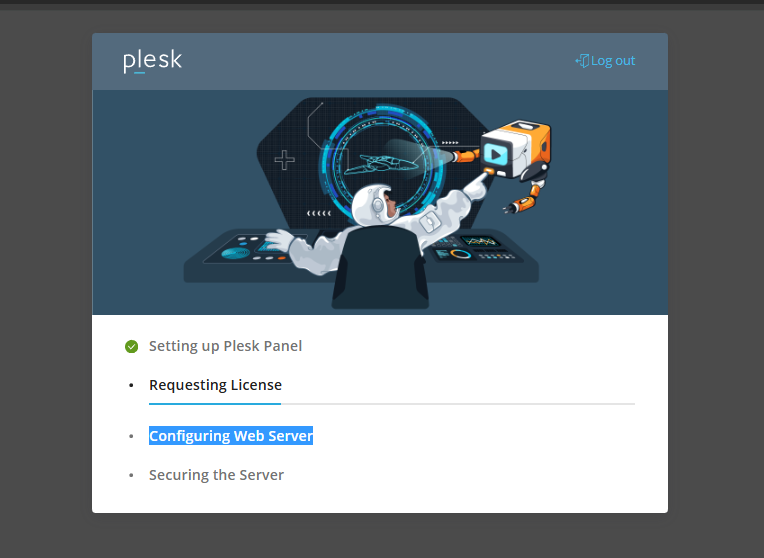 plesk
Log out
Setting up Plesk Panel
Requesting License
Configuring Web Server
Securing the Server